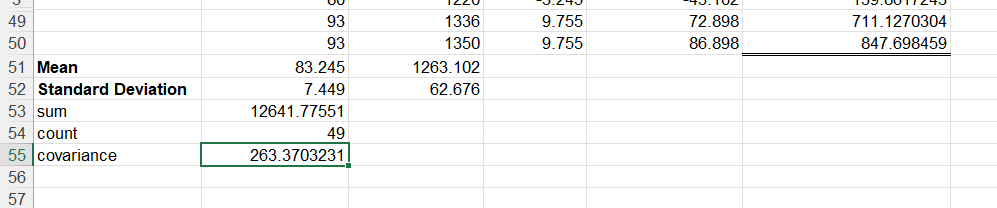 49 93 1336 9.755 72.898 711.1270304
50 93 1350 9.755 86.898 847.698459
51 Mean 83.245 1263.102
52 Standard Deviation 7.449 62.676
53 sum 12641.77551
54 count 49
55 covariance 263.3703231
56
57